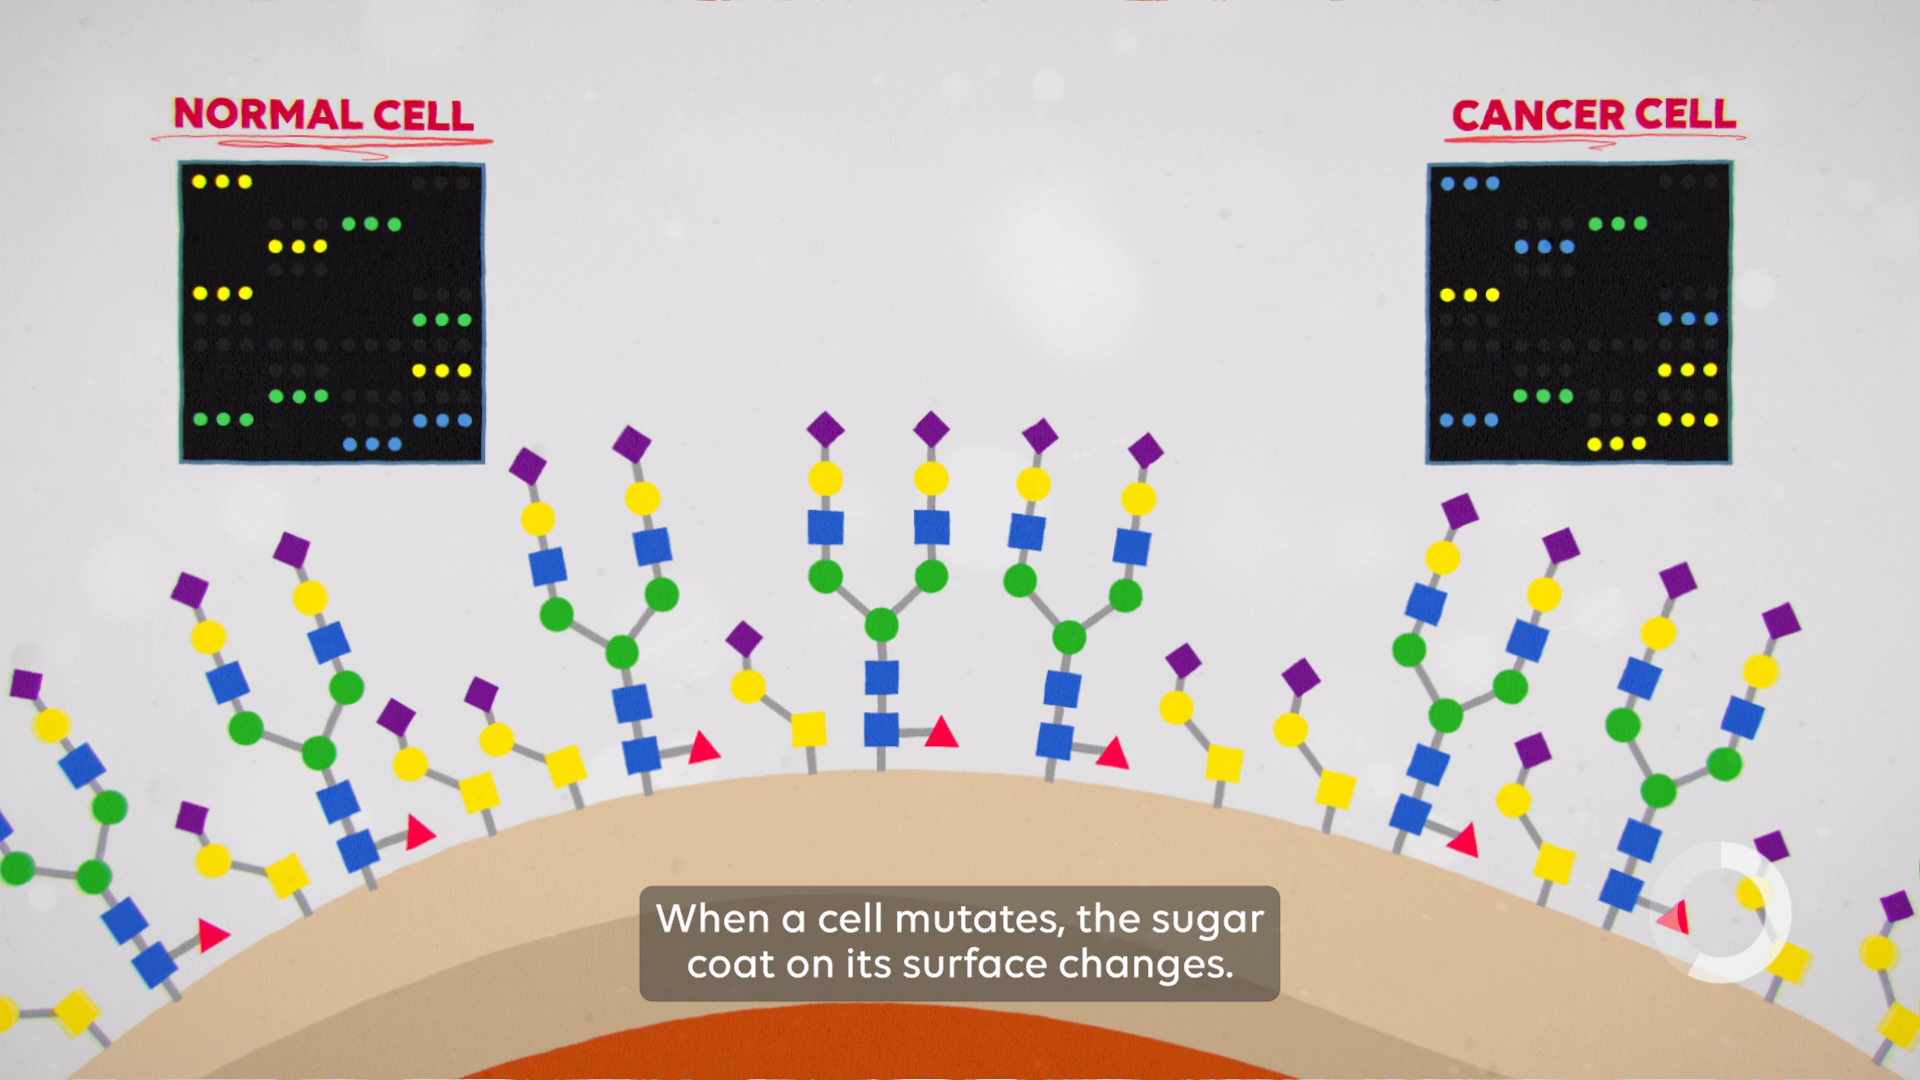 NORMAL CELL
CANCER CELL
When a cell mutates, the sugar
coat on its surface changes.